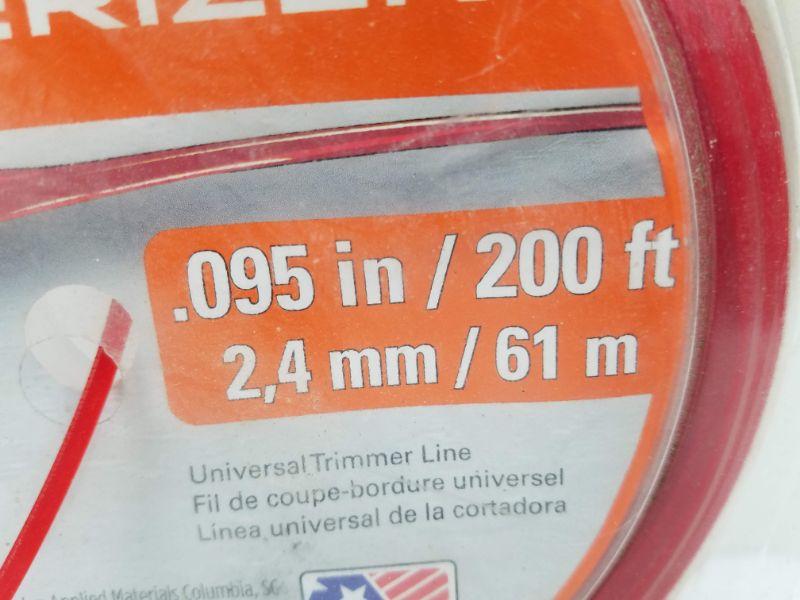 .095 in / 200 ft
2,4 mm / 61 m
Universal Trimmer Line
Fil de coupe-bordure universel
Línea universal de la cortadora
Applied Materials Columbia, SC